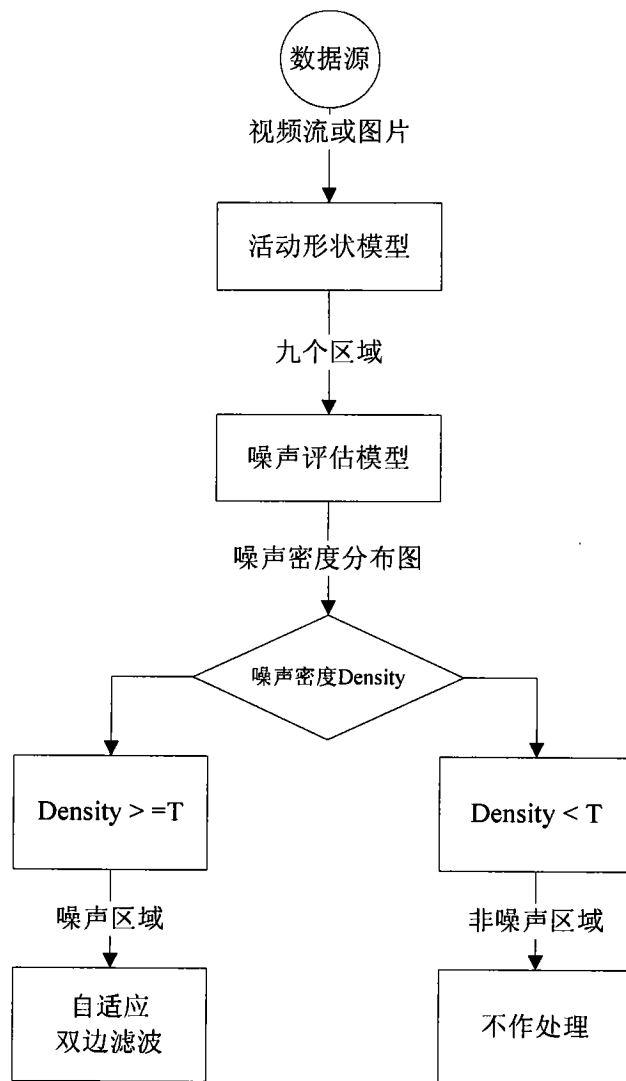 数据源
视频流或图片
活动形状模型
九个区域
噪声评估模型
噪声密度分布图
噪声密度Density
Density > =T
Density < T
噪声区域
非噪声区域
自适应
双边滤波
不作处理